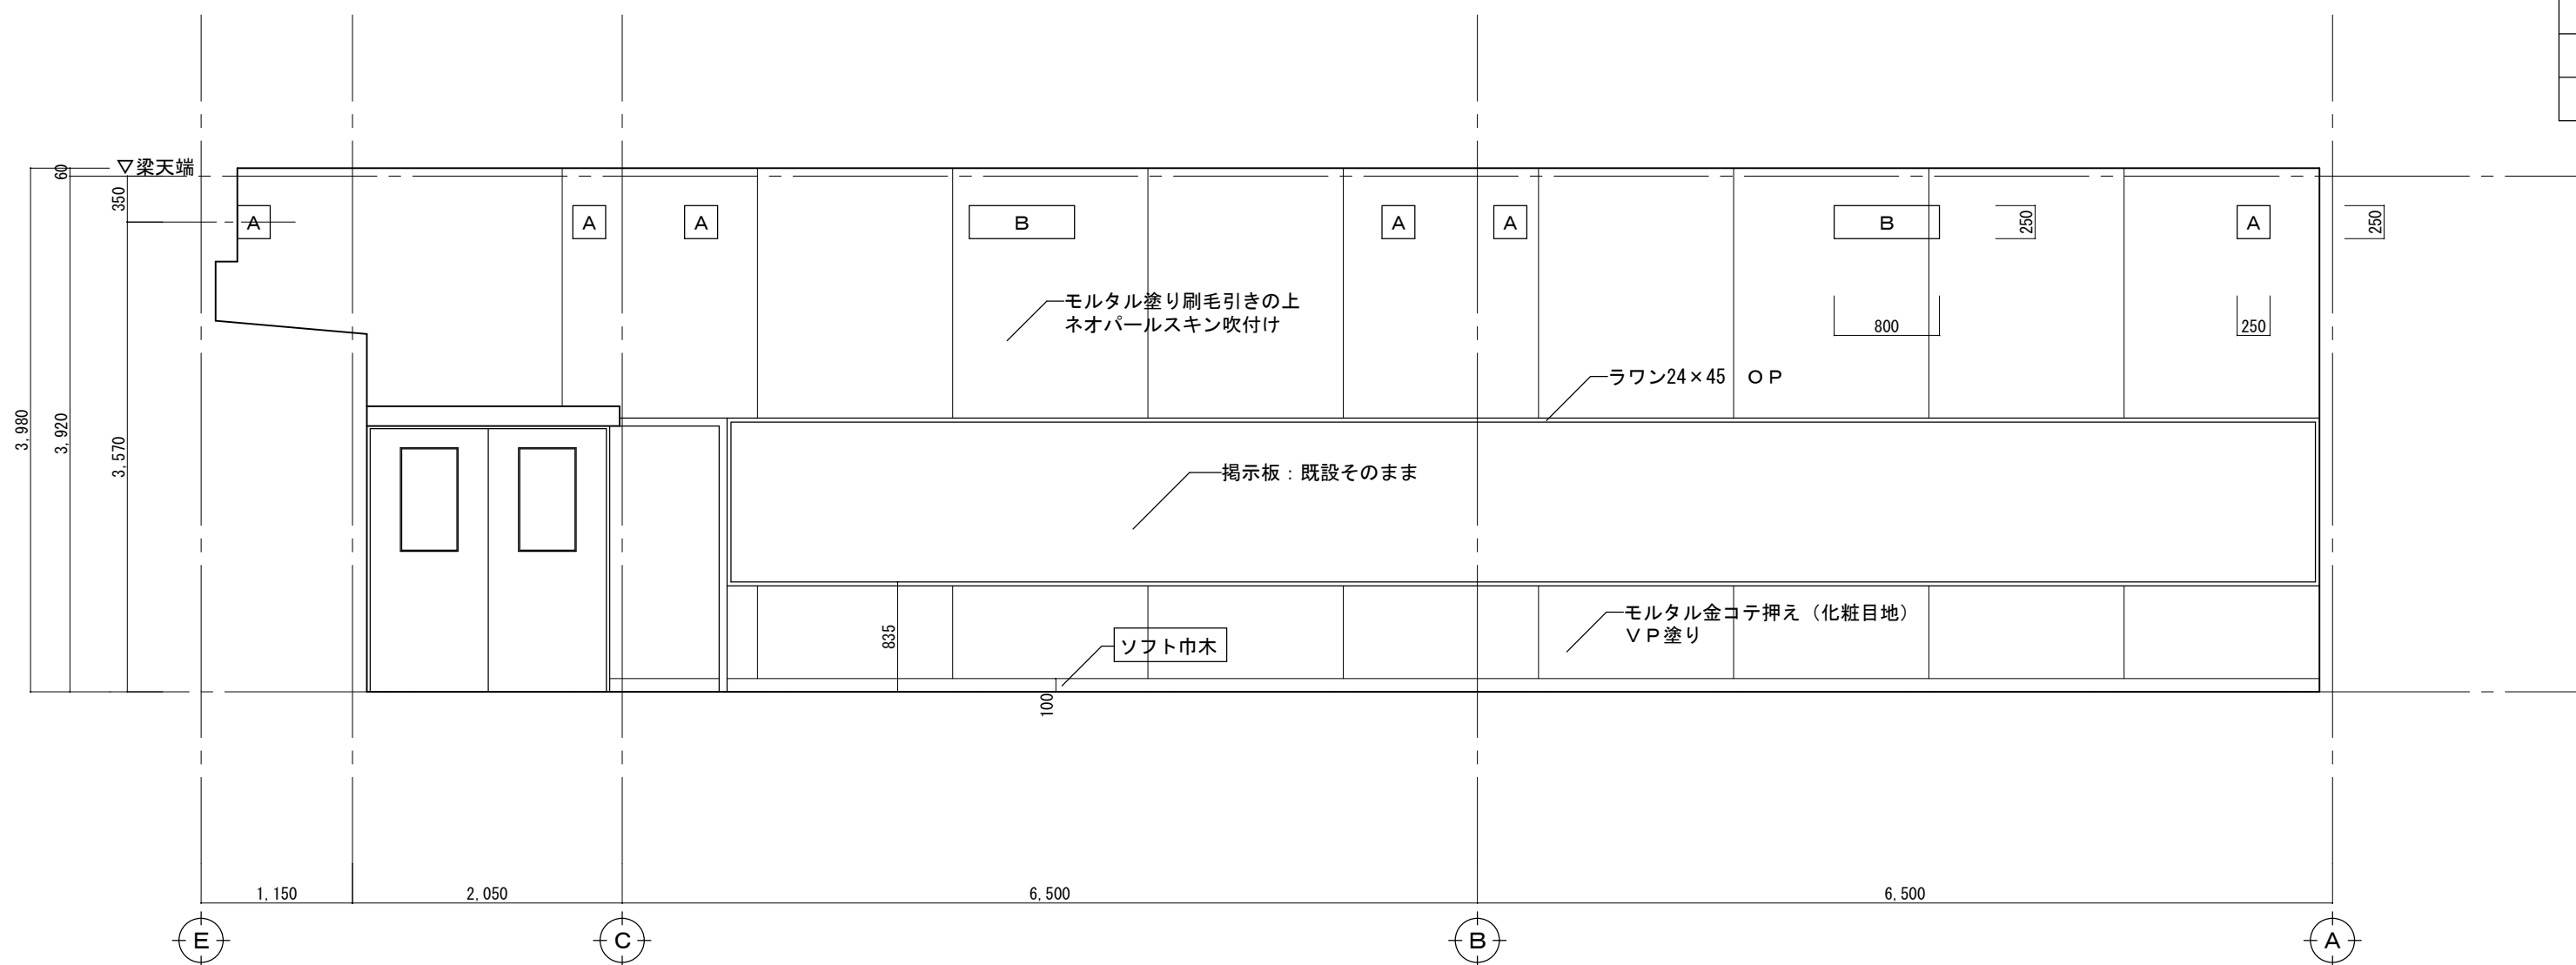 ▽梁天端
60
350
3,980
3,920
3,570
A
A
A
B
A
A
B
A
250
250
モルタル塗り刷毛引きの上
ネオパールスキン吹付け
800
250
ラワン24×45　ＯＰ
掲示板：既設そのまま
モルタル金コテ押え（化粧目地）
ＶＰ塗り
835
ソフト巾木
100
1,150
2,050
6,500
6,500
E
C
B
A